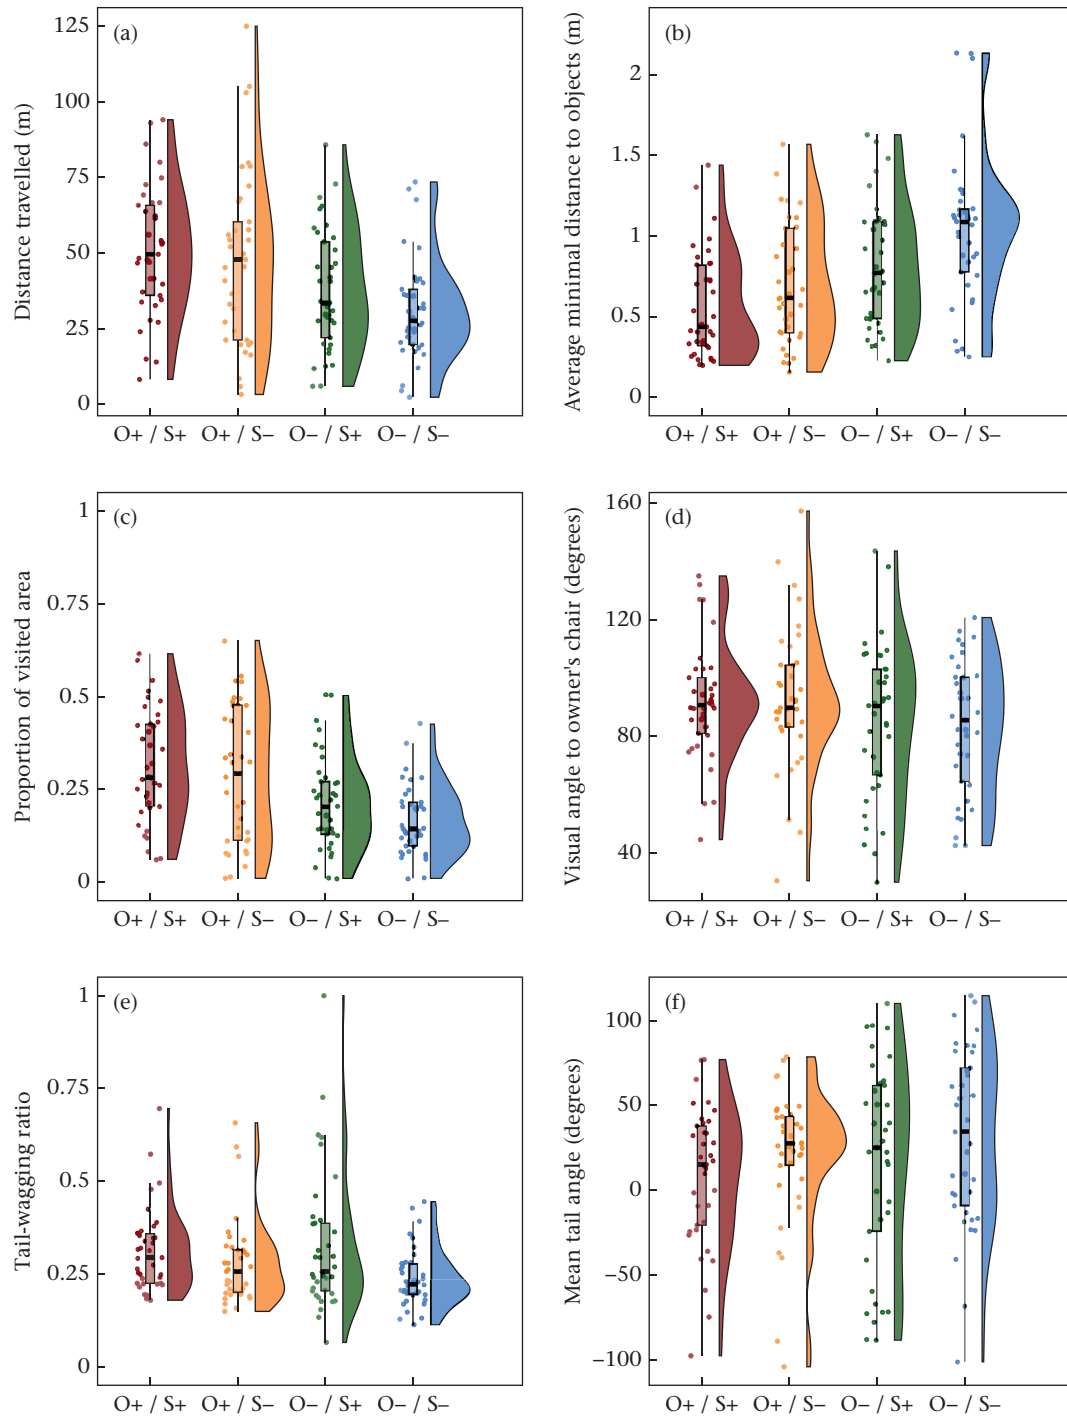 (a)
Distance travelled (m)
125
100
75
50
25
0
O+ / S+ O+ / S− O− / S+ O− / S−
(b)
Average minimal distance to objects (m)
2
1.5
1
0.5
0
O+ / S+ O+ / S− O− / S+ O− / S−
(c)
Proportion of visited area
1
0.75
0.5
0.25
0
O+ / S+ O+ / S− O− / S+ O− / S−
(d)
Visual angle to owner's chair (degrees)
160
120
80
40
O+ / S+ O+ / S− O− / S+ O− / S−
(e)
Tail-wagging ratio
1
0.75
0.5
0.25
0
O+ / S+ O+ / S− O− / S+ O− / S−
(f)
Mean tail angle (degrees)
100
50
0
−50
−100
O+ / S+ O+ / S− O− / S+ O− / S−